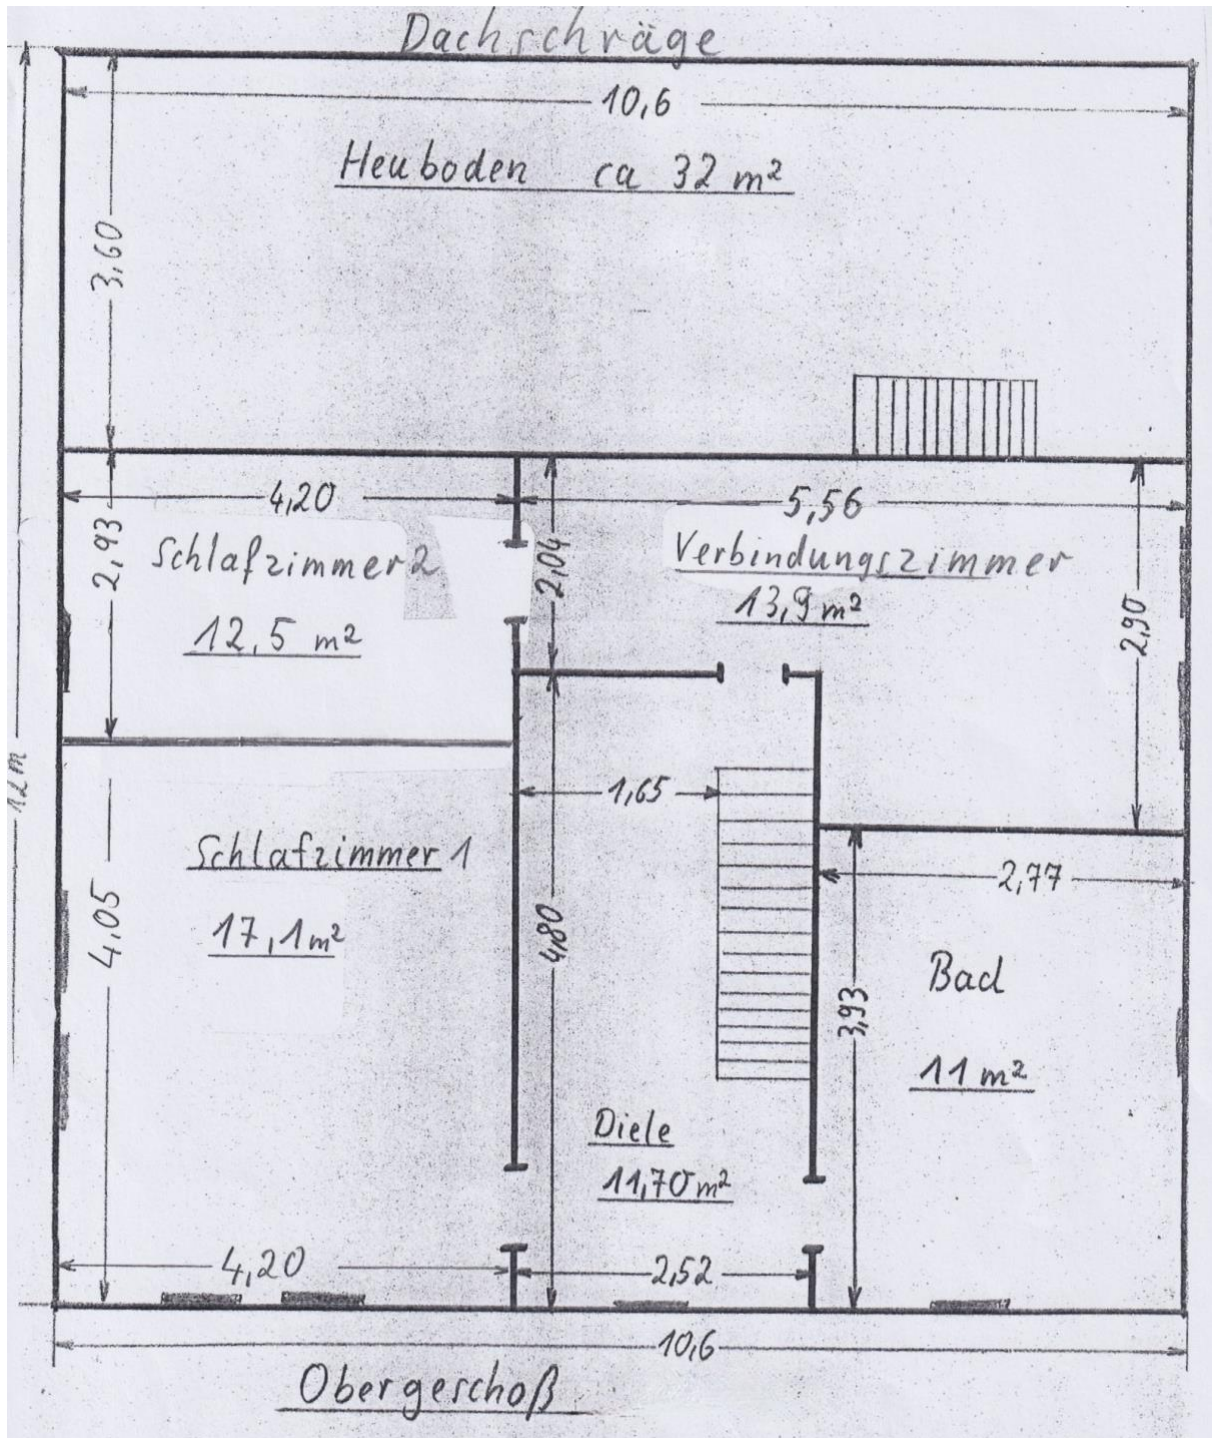 Dachschräge
10,6
Heuboden ca 32 m²
3,60
4,20
5,56
2,93
Schlafzimmer 2
12,5 m²
2,04
Verbindungszimmer
13,9 m²
2,90
12 m
1,65
Schlafzimmer 1
17,1 m²
4,05
4,80
2,77
3,93
Bad
11 m²
Diele
11,70 m²
4,20
2,52
10,6
Obergeschoß